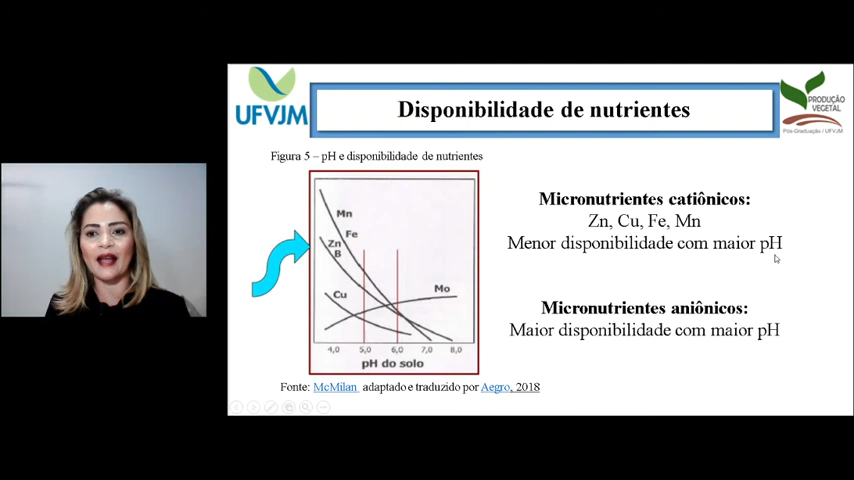 UFVJM
Disponibilidade de nutrientes
PRODUÇÃO
VEGETAL
Pós-Graduação / UFVJM
Figura 5 – pH e disponibilidade de nutrientes
Mn
Fe
Zn
B
Cu
Mo
4,0 5,0 6,0 7,0 8,0
pH do solo
Micronutrientes catiônicos:
Zn, Cu, Fe, Mn
Menor disponibilidade com maior pH
Micronutrientes aniônicos:
Maior disponibilidade com maior pH
Fonte: McMilan adaptado e traduzido por Aegro, 2018